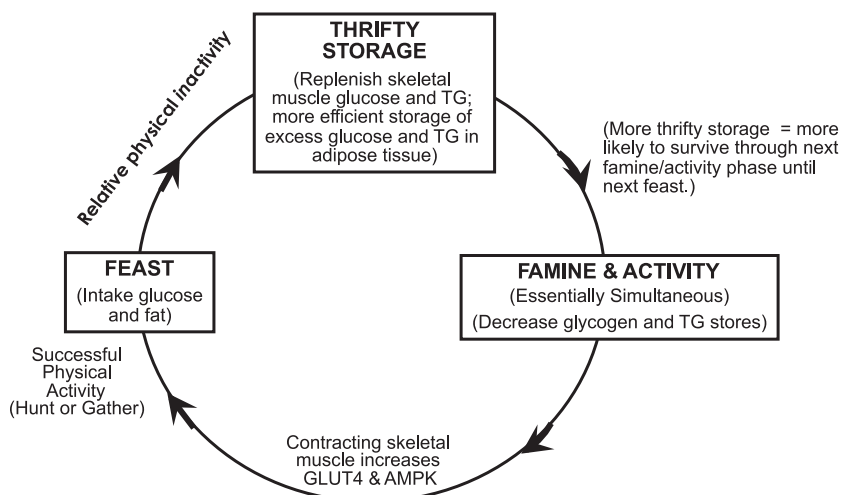 THRIFTY
STORAGE
(Replenish skeletal
muscle glucose and TG;
more efficient storage of
excess glucose and TG in
adipose tissue)
Relative physical inactivity
(More thrifty storage = more
likely to survive through next
famine/activity phase until
next feast.)
FEAST
(Intake glucose
and fat)
FAMINE & ACTIVITY
(Essentially Simultaneous)
(Decrease glycogen and TG stores)
Successful
Physical
Activity
(Hunt or Gather)
Contracting skeletal
muscle increases
GLUT4 & AMPK